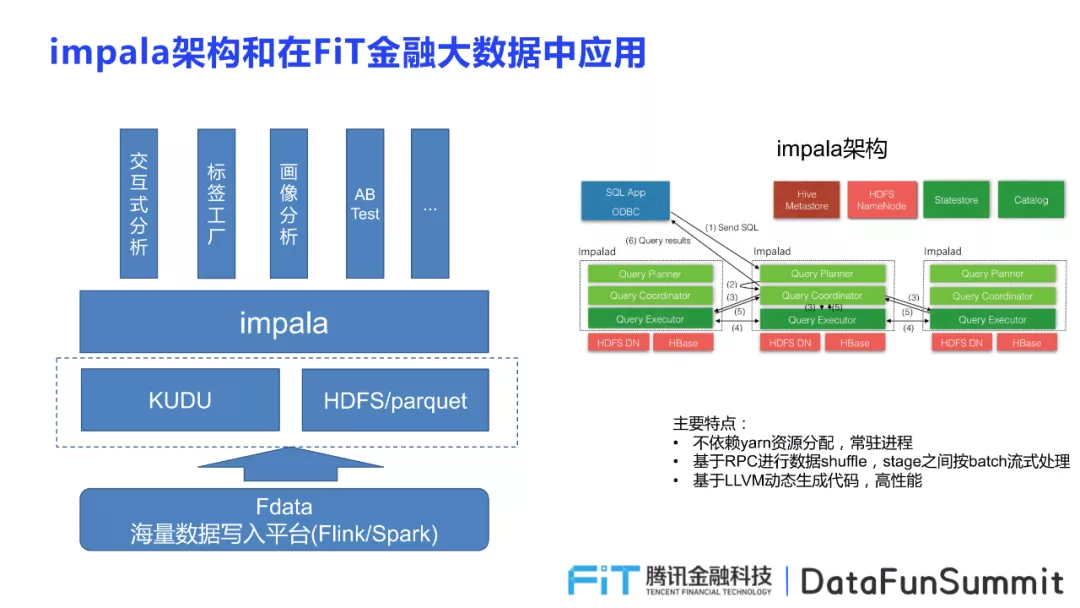 impala架构和在FiT金融大数据中应用
交互式分析
标签工厂
画像分析
AB
Test
...
impala
KUDU
HDFS/parquet
Fdata
海量数据写入平台(Flink/Spark)
impala架构
SQL App
ODBC
Hive
Metastore
HDFS
NameNode
Statestore
Catalog
(1) Send SQL
(6) Query results
Impalad
Query Planner
Query Coordinator
Query Executor
HDFS DN
HBase
(2)
(3)
(5)
(4)
Impalad
Query Planner
Query Coordinator
(3)
(5)
Query Executor
HDFS DN
HBase
(3)
(5)
(4)
Impalad
Query Planner
Query Coordinator
Query Executor
HDFS DN
HBase
主要特点：
• 不依赖yarn资源分配，常驻进程
• 基于RPC进行数据shuffle，stage之间按batch流式处理
• 基于LLVM动态生成代码，高性能
FiT 腾讯金融科技
TENCENT FINANCIAL TECHNOLOGY
DataFunSummit